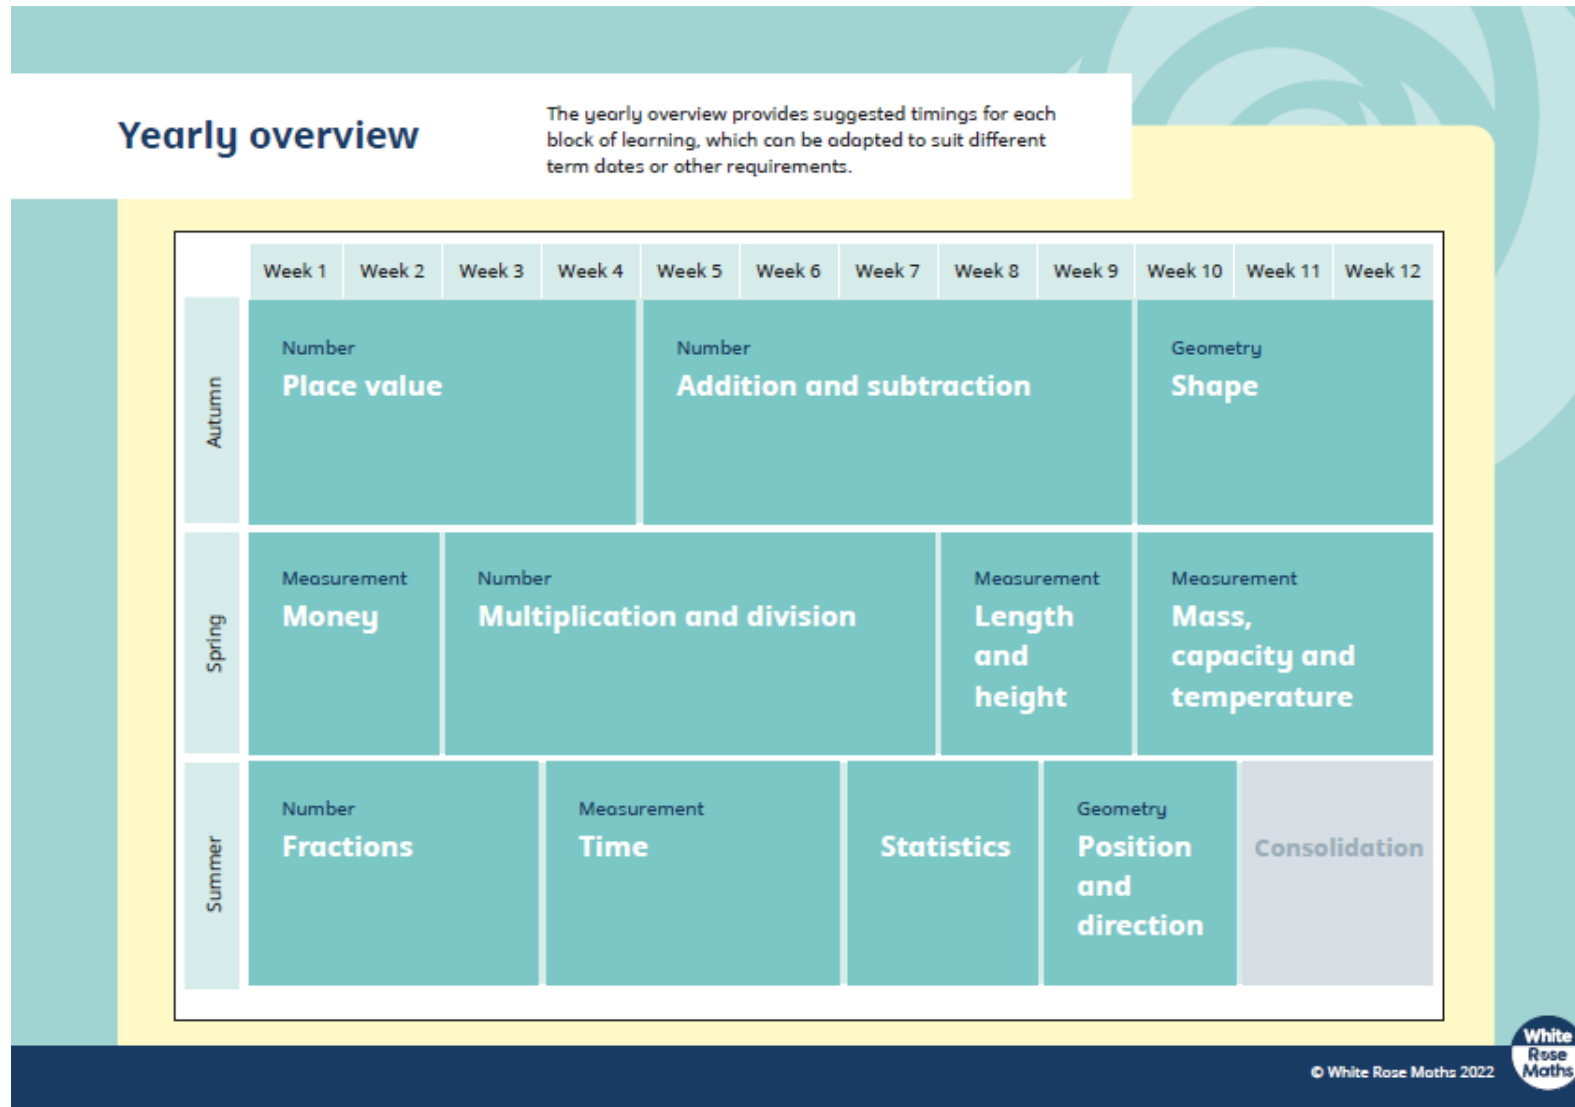 Yearly overview
The yearly overview provides suggested timings for each
block of learning, which can be adapted to suit different
term dates or other requirements.
Week 1 Week 2 Week 3 Week 4 Week 5 Week 6 Week 7 Week 8 Week 9 Week 10 Week 11 Week 12
Autumn
Number
Place value
Number
Addition and subtraction
Geometry
Shape
Spring
Measurement
Money
Number
Multiplication and division
Measurement
Length
and
height
Measurement
Mass,
capacity and
temperature
Summer
Number
Fractions
Measurement
Time
Statistics
Geometry
Position
and
direction
Consolidation
© White Rose Maths 2022
White
Rose
Maths